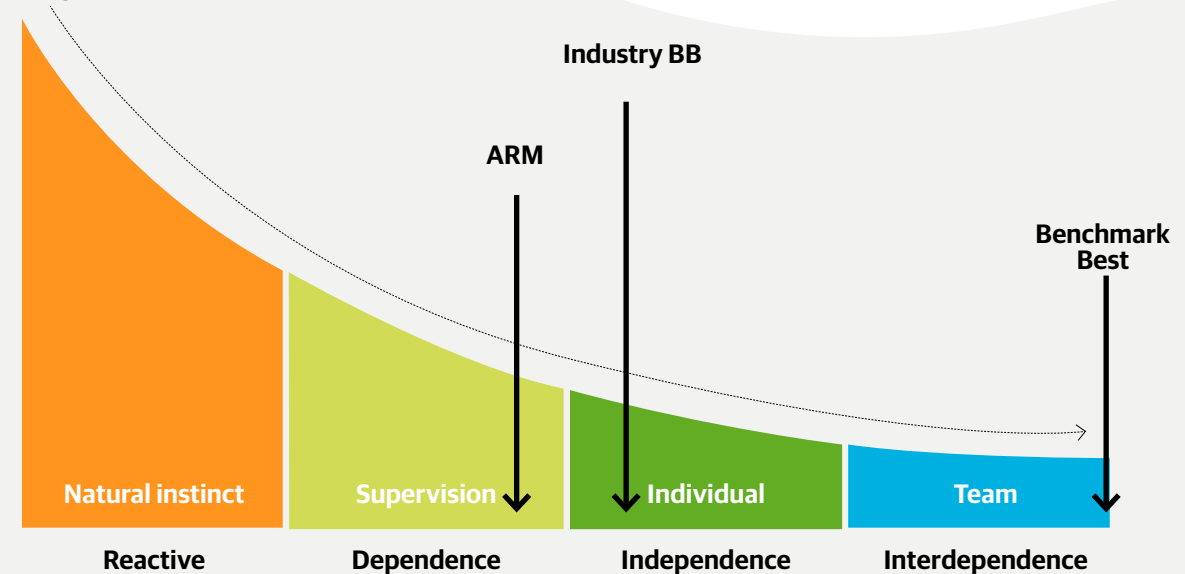 Industry BB
ARM
Benchmark
Best
Natural instinct
Supervision
Individual
Team
Reactive
Dependence
Independence
Interdependence